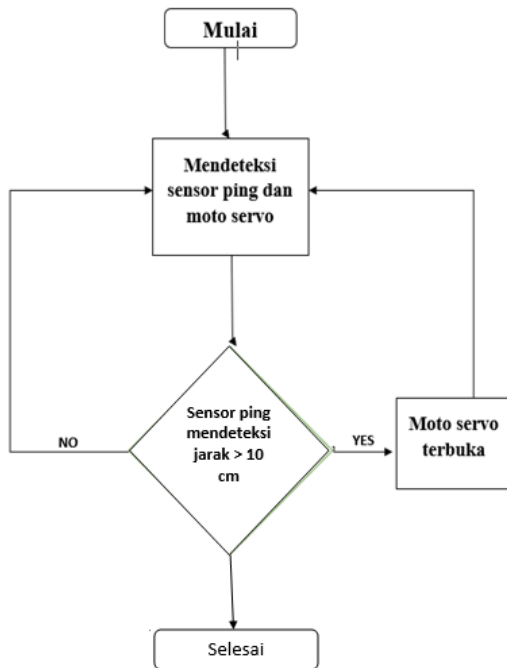 Mulai
Mendeteksi
sensor ping dan
moto servo
Sensor ping
mendeteksi
jarak > 10
cm
NO
YES
Moto servo
terbuka
Selesai